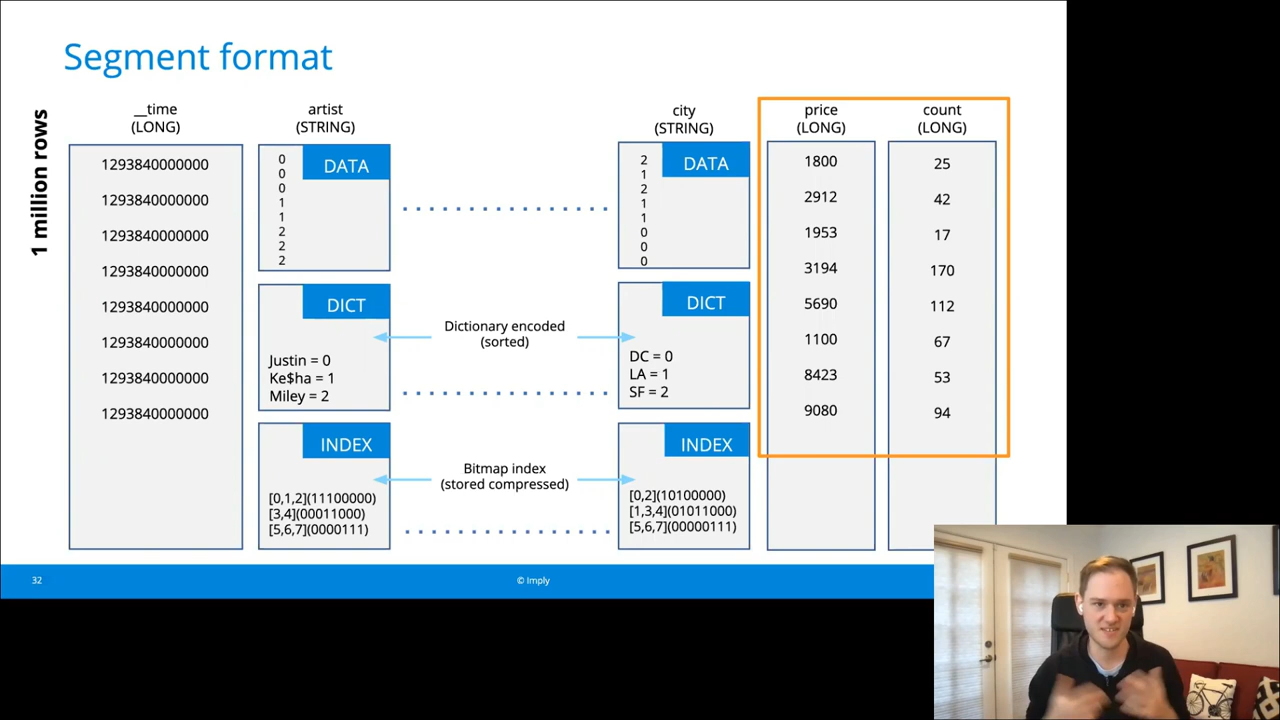 Segment format
1 million rows
__time
(LONG)
1293840000000
1293840000000
1293840000000
1293840000000
1293840000000
1293840000000
1293840000000
1293840000000
artist
(STRING)
DATA
0
0
0
1
1
2
2
2
DICT
Justin = 0
Ke$ha = 1
Miley = 2
INDEX
[0,1,2](11100000)
[3,4](00011000)
[5,6,7](0000111)
Dictionary encoded
(sorted)
Bitmap index
(stored compressed)
city
(STRING)
DATA
2
1
2
1
1
0
0
0
DICT
DC = 0
LA = 1
SF = 2
INDEX
[0,2](10100000)
[1,3,4](01011000)
[5,6,7](00000111)
price
(LONG)
1800
2912
1953
3194
5690
1100
8423
9080
count
(LONG)
25
42
17
170
112
67
53
94
32
© Imply